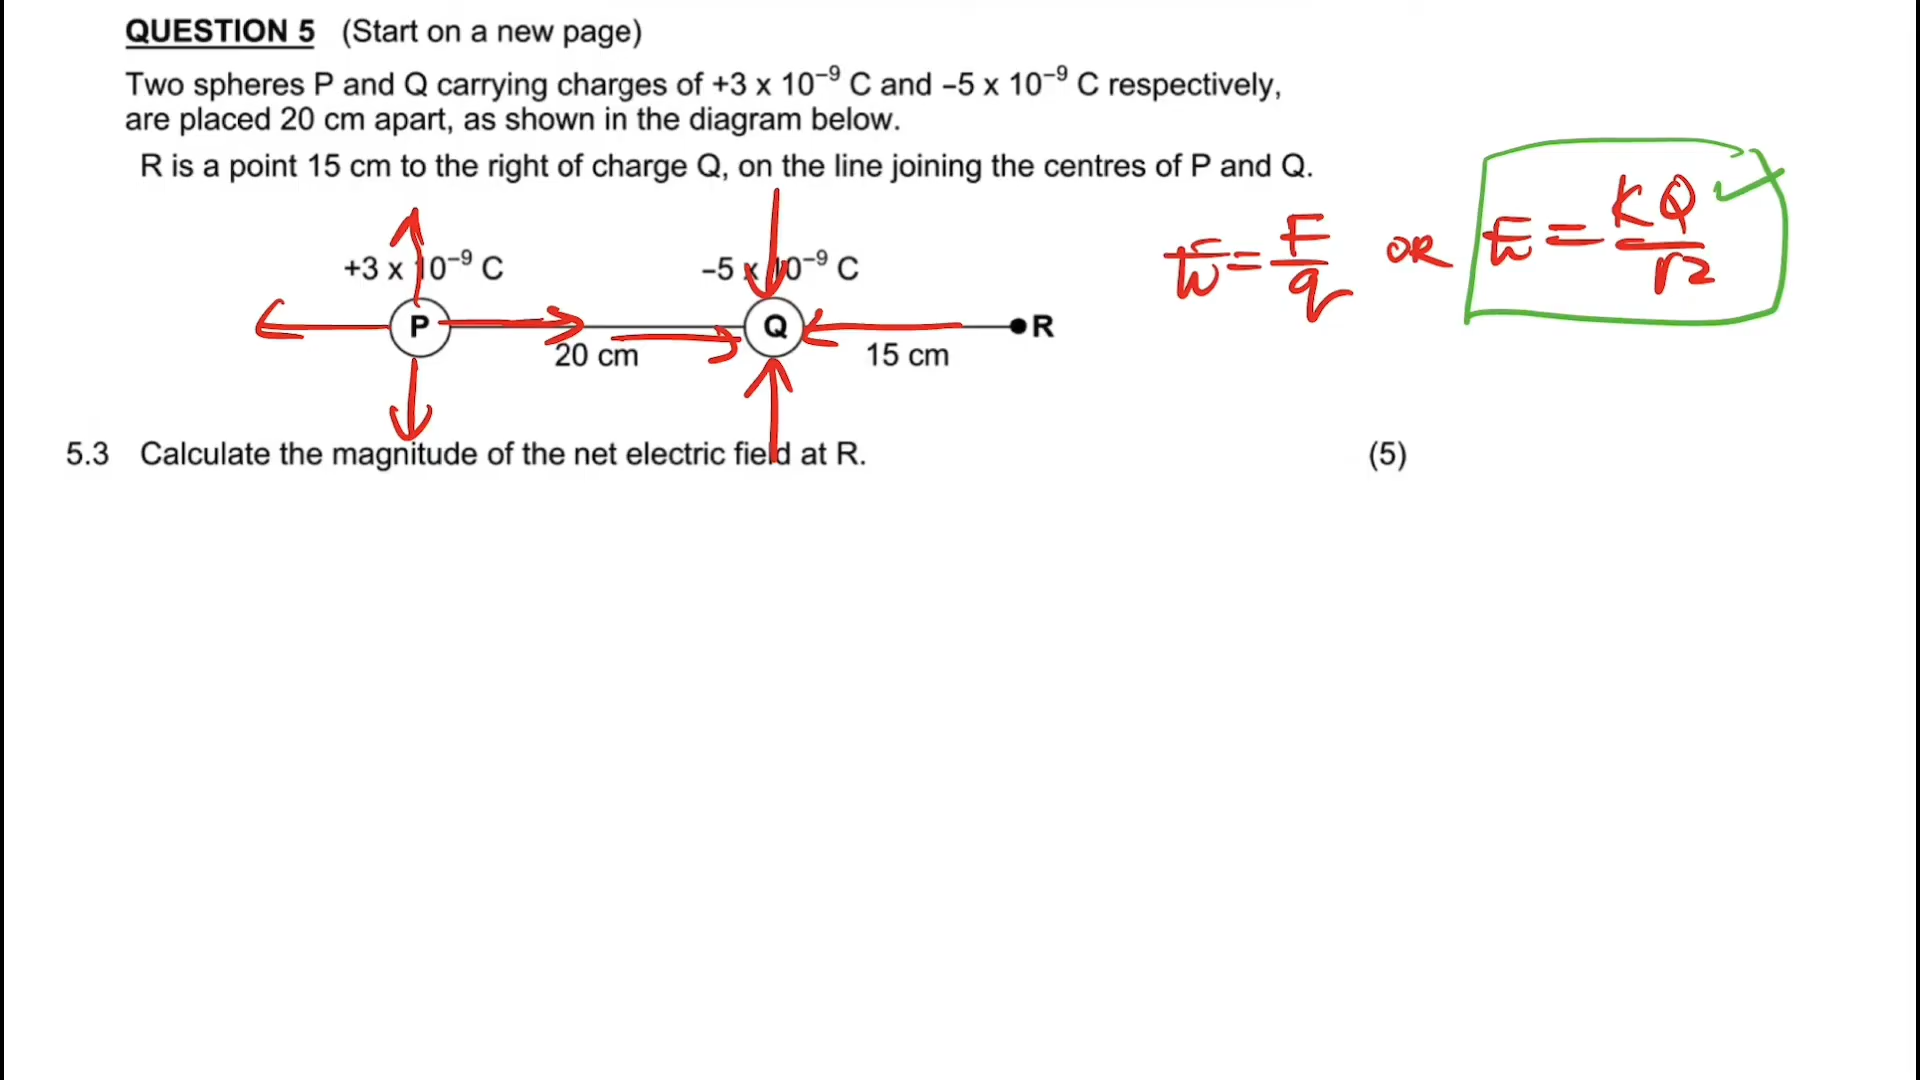 QUESTION 5 (Start on a new page)
Two spheres P and Q carrying charges of +3 x 10⁻⁹ C and –5 x 10⁻⁹ C respectively,
are placed 20 cm apart, as shown in the diagram below.
R is a point 15 cm to the right of charge Q, on the line joining the centres of P and Q.
E = F/q OR E = KQ/r²
+3 x 10⁻⁹ C –5 x 10⁻⁹ C
P Q R
20 cm 15 cm
5.3 Calculate the magnitude of the net electric field at R. (5)